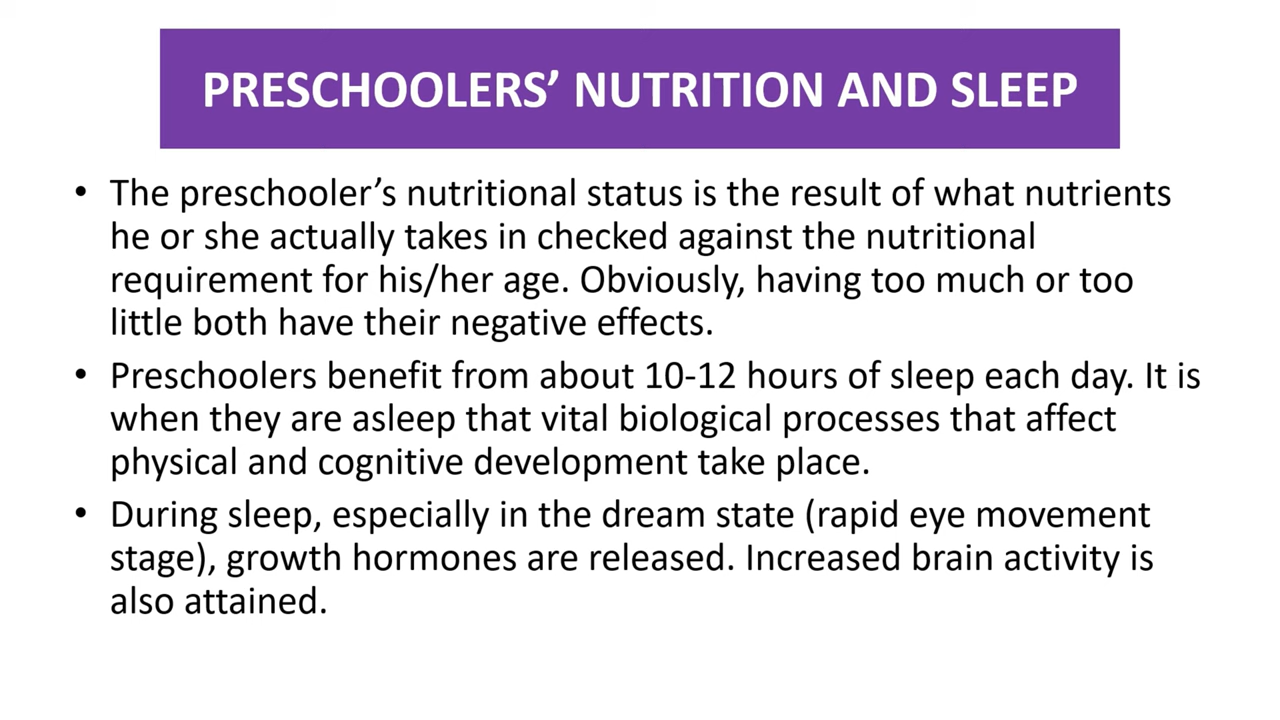 PRESCHOOLERS’ NUTRITION AND SLEEP
• The preschooler’s nutritional status is the result of what nutrients
he or she actually takes in checked against the nutritional
requirement for his/her age. Obviously, having too much or too
little both have their negative effects.
• Preschoolers benefit from about 10-12 hours of sleep each day. It is
when they are asleep that vital biological processes that affect
physical and cognitive development take place.
• During sleep, especially in the dream state (rapid eye movement
stage), growth hormones are released. Increased brain activity is
also attained.